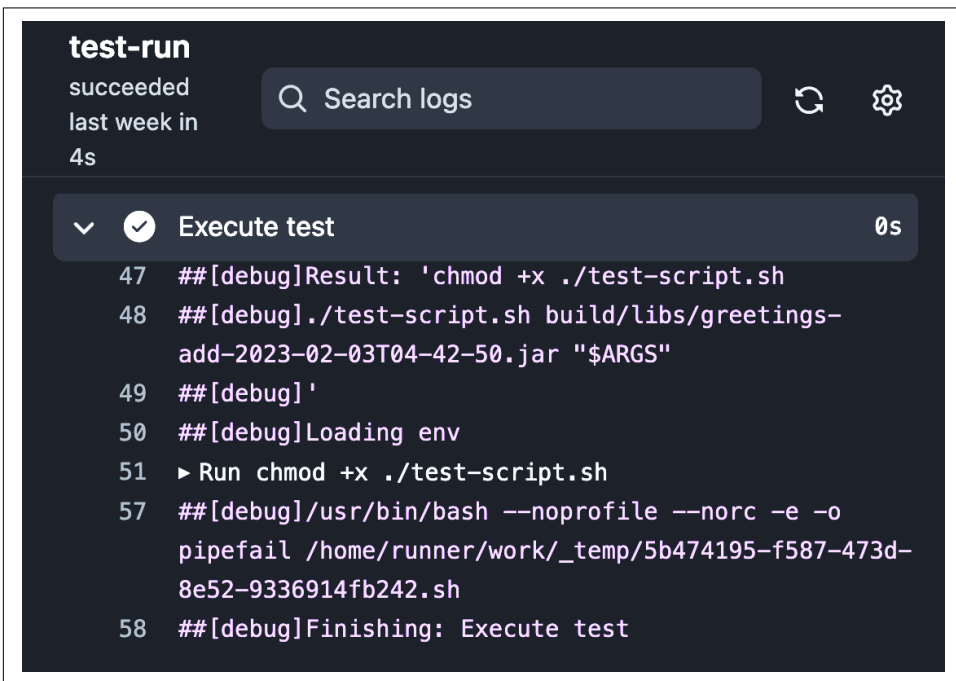 test-run
succeeded
last week in
4s
Search logs
Execute test
0s
47 ##[debug]Result: 'chmod +x ./test-script.sh
48 ##[debug]./test-script.sh build/libs/greetings-
add-2023-02-03T04-42-50.jar "$ARGS"
49 ##[debug]'
50 ##[debug]Loading env
51 ▸ Run chmod +x ./test-script.sh
57 ##[debug]/usr/bin/bash --noprofile --norc -e -o
pipefail /home/runner/work/_temp/5b474195-f587-473d-
8e52-9336914fb242.sh
58 ##[debug]Finishing: Execute test